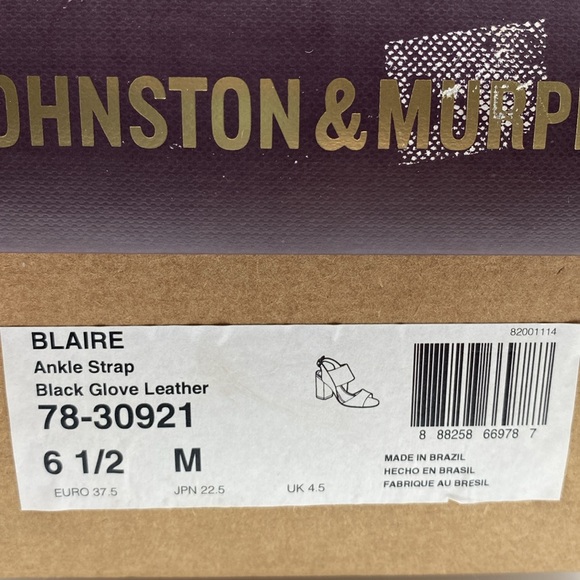 OHNSTON & MURP
BLAIRE
Ankle Strap
Black Glove Leather
78-30921
6 1/2 M
EURO 37.5 JPN 22.5 UK 4.5
82001114
8 88258 66978 7
MADE IN BRAZIL
HECHO EN BRASIL
FABRIQUE AU BRESIL